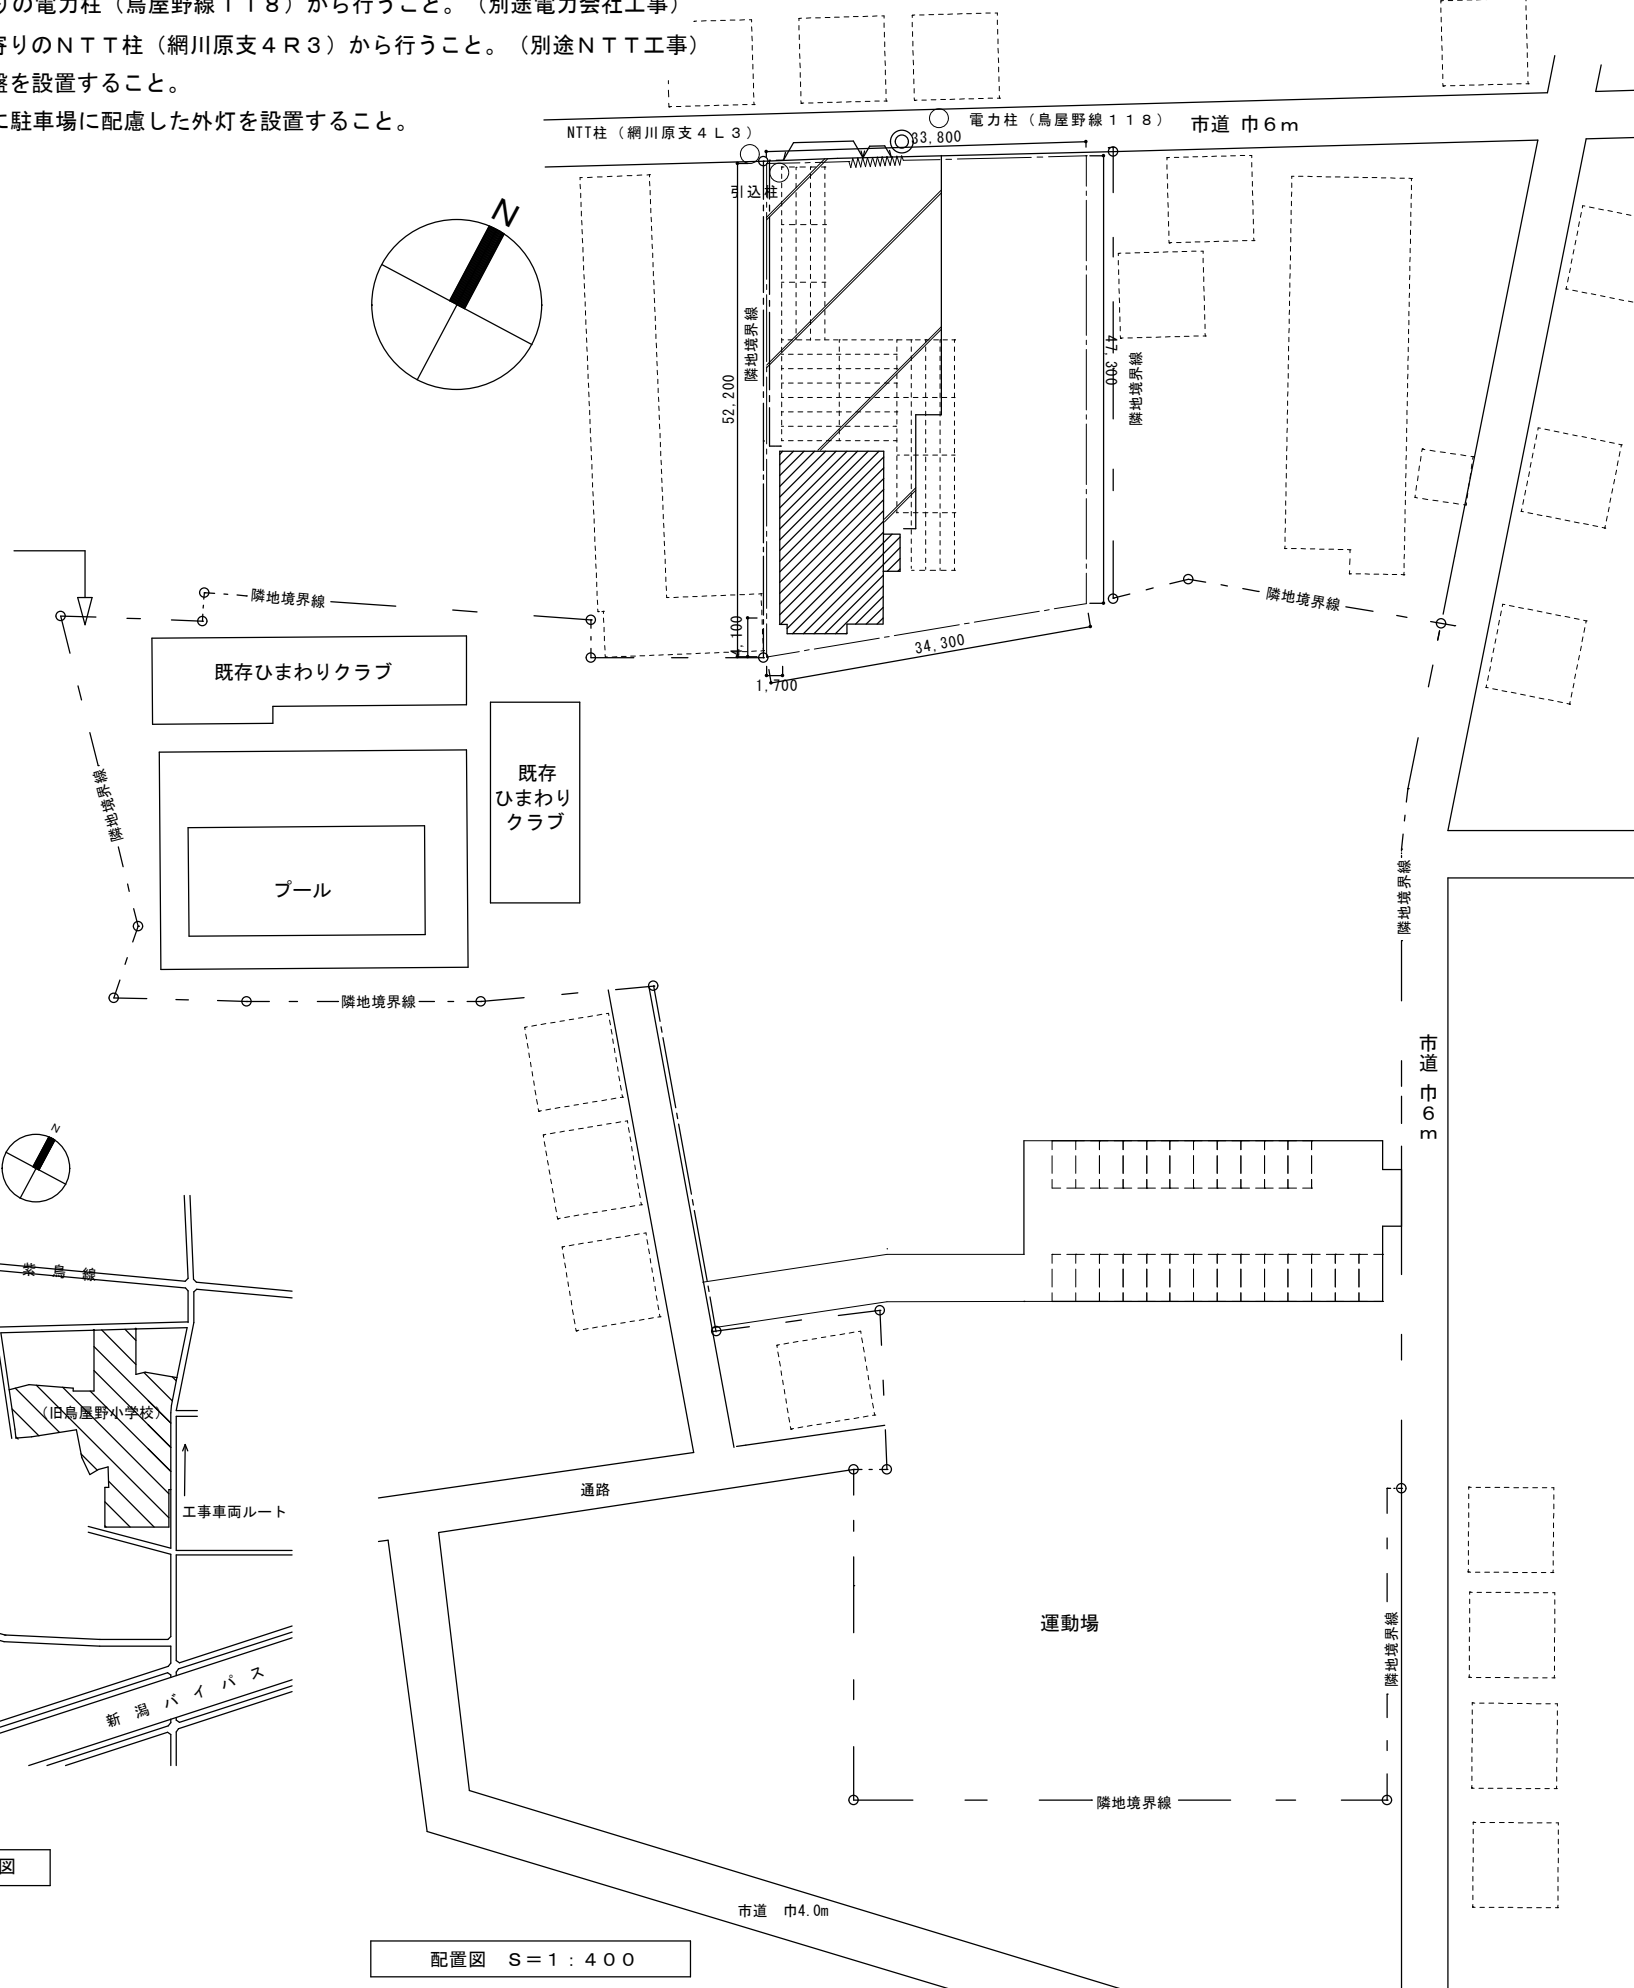 りの電力柱（鳥屋野線１１８）から行うこと。（別途電力会社工事）
寄りのＮＴＴ柱（網川原支４Ｒ３）から行うこと。（別途ＮＴＴ工事）
盤を設置すること。
に駐車場に配慮した外灯を設置すること。
NTT柱（網川原支４Ｌ３）
電力柱（鳥屋野線１１８）
市道 巾６ｍ
33,800
引込柱
N
隣地境界線
52,200
47,300
隣地境界線
4,100
34,300
1,700
隣地境界線
隣地境界線
既存ひまわりクラブ
既存
ひまわり
クラブ
隣地境界線
プール
隣地境界線
隣地境界線
市道 巾６ｍ
N
紫鳥線
（旧鳥屋野小学校）
工事車両ルート
新潟バイパス
通路
運動場
隣地境界線
隣地境界線
図
市道　巾4.0m
配置図　Ｓ＝１：４００